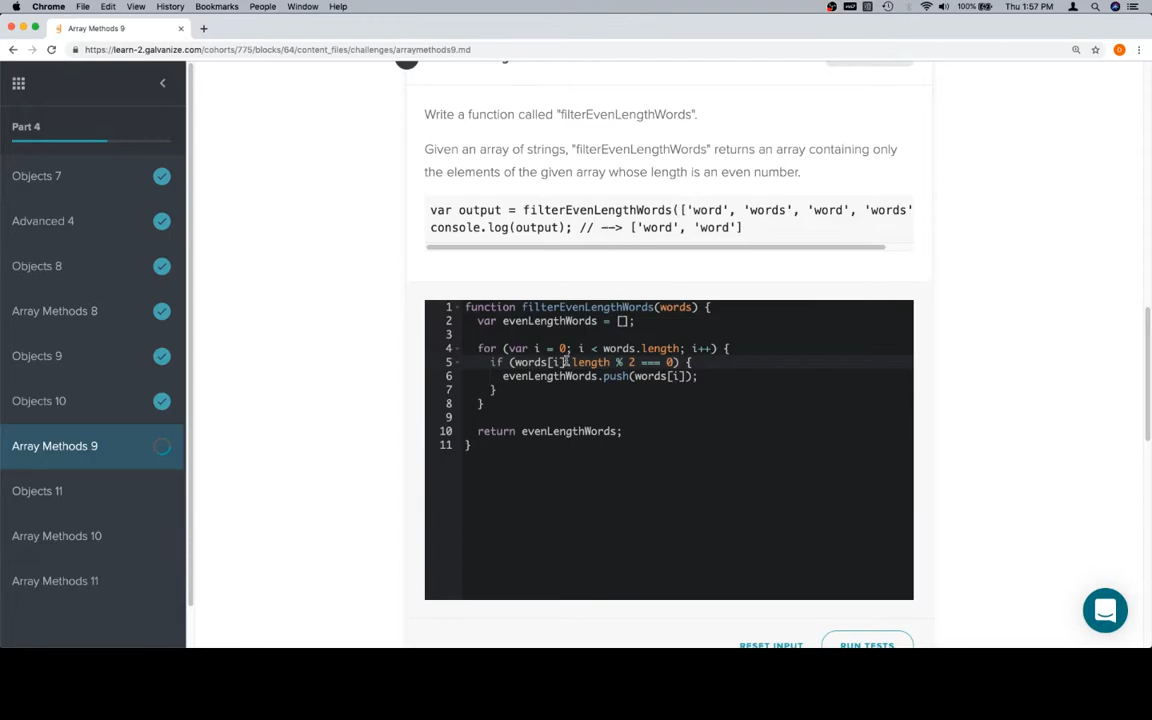 Chrome File Edit View History Bookmarks People Window Help
100% Thu 1:57 PM
Array Methods 9
https://learn-2.galvanize.com/cohorts/775/blocks/64/content_files/challenges/arraymethods9.md
Part 4
Objects 7
Advanced 4
Objects 8
Array Methods 8
Objects 9
Objects 10
Array Methods 9
Objects 11
Array Methods 10
Array Methods 11
Write a function called "filterEvenLengthWords".
Given an array of strings, "filterEvenLengthWords" returns an array containing only
the elements of the given array whose length is an even number.
var output = filterEvenLengthWords(['word', 'words', 'word', 'words'
console.log(output); // --> ['word', 'word']
1 function filterEvenLengthWords(words) {
2 var evenLengthWords = [];
3
4 for (var i = 0; i < words.length; i++) {
5 if (words[i].length % 2 === 0) {
6 evenLengthWords.push(words[i]);
7 }
8 }
9
10 return evenLengthWords;
11 }
RESET INPUT RUN TESTS